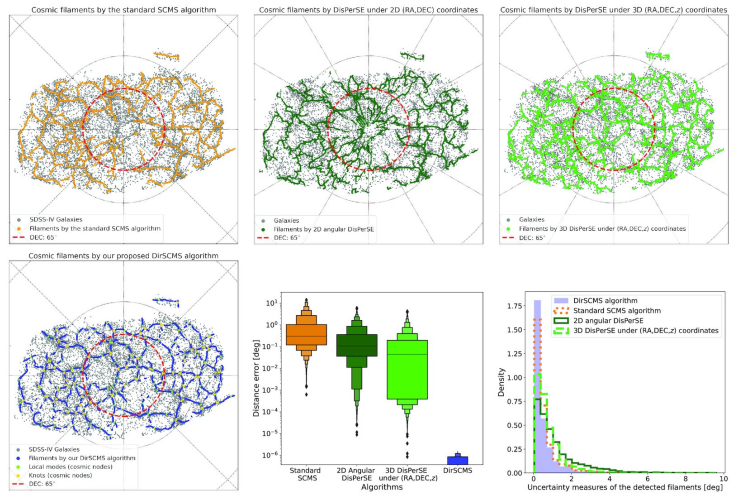 Cosmic filaments by the standard SCMS algorithm
SDSS-IV Galaxies
Filaments by the standard SCMS algorithm
DEC: 65°
Cosmic filaments by DisPerSE under 2D (RA,DEC) coordinates
Galaxies
Filaments by 2D angular DisPerSE
DEC: 65°
Cosmic filaments by DisPerSE under 3D (RA,DEC,z) coordinates
Galaxies
Filaments by 3D DisPerSE under (RA,DEC,z) coordinates
DEC: 65°
Cosmic filaments by our proposed DirSCMS algorithm
SDSS-IV Galaxies
Filaments by our DirSCMS algorithm
Local modes (cosmic nodes)
Knots (cosmic nodes)
DEC: 65°
Distance error [deg]
10¹
10⁰
10⁻¹
10⁻²
10⁻³
10⁻⁴
10⁻⁵
10⁻⁶
Standard SCMS
2D Angular DisPerSE
3D DisPerSE under (RA,DEC,z)
DirSCMS
Algorithms
DirSCMS algorithm
Standard SCMS algorithm
2D angular DisPerSE
3D DisPerSE under (RA,DEC,z) coordinates
Density
1.75
1.50
1.25
1.00
0.75
0.50
0.25
0.00
0 2 4 6 8 10
Uncertainty measures of the detected filaments [deg]